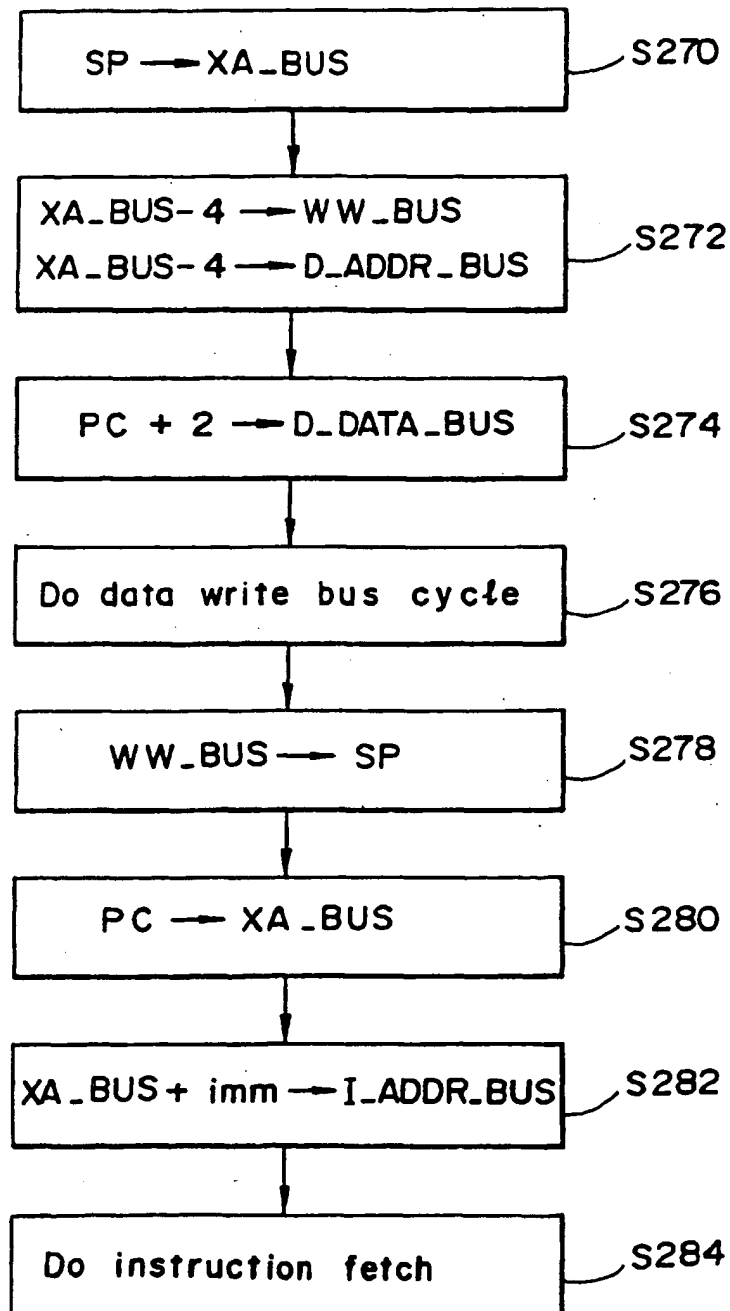 SP → XA_BUS
S270
XA_BUS-4 → WW_BUS
XA_BUS-4 → D_ADDR_BUS
S272
PC + 2 → D_DATA_BUS
S274
Do data write bus cycle
S276
WW_BUS → SP
S278
PC → XA_BUS
S280
XA_BUS + imm → I_ADDR_BUS
S282
Do instruction fetch
S284